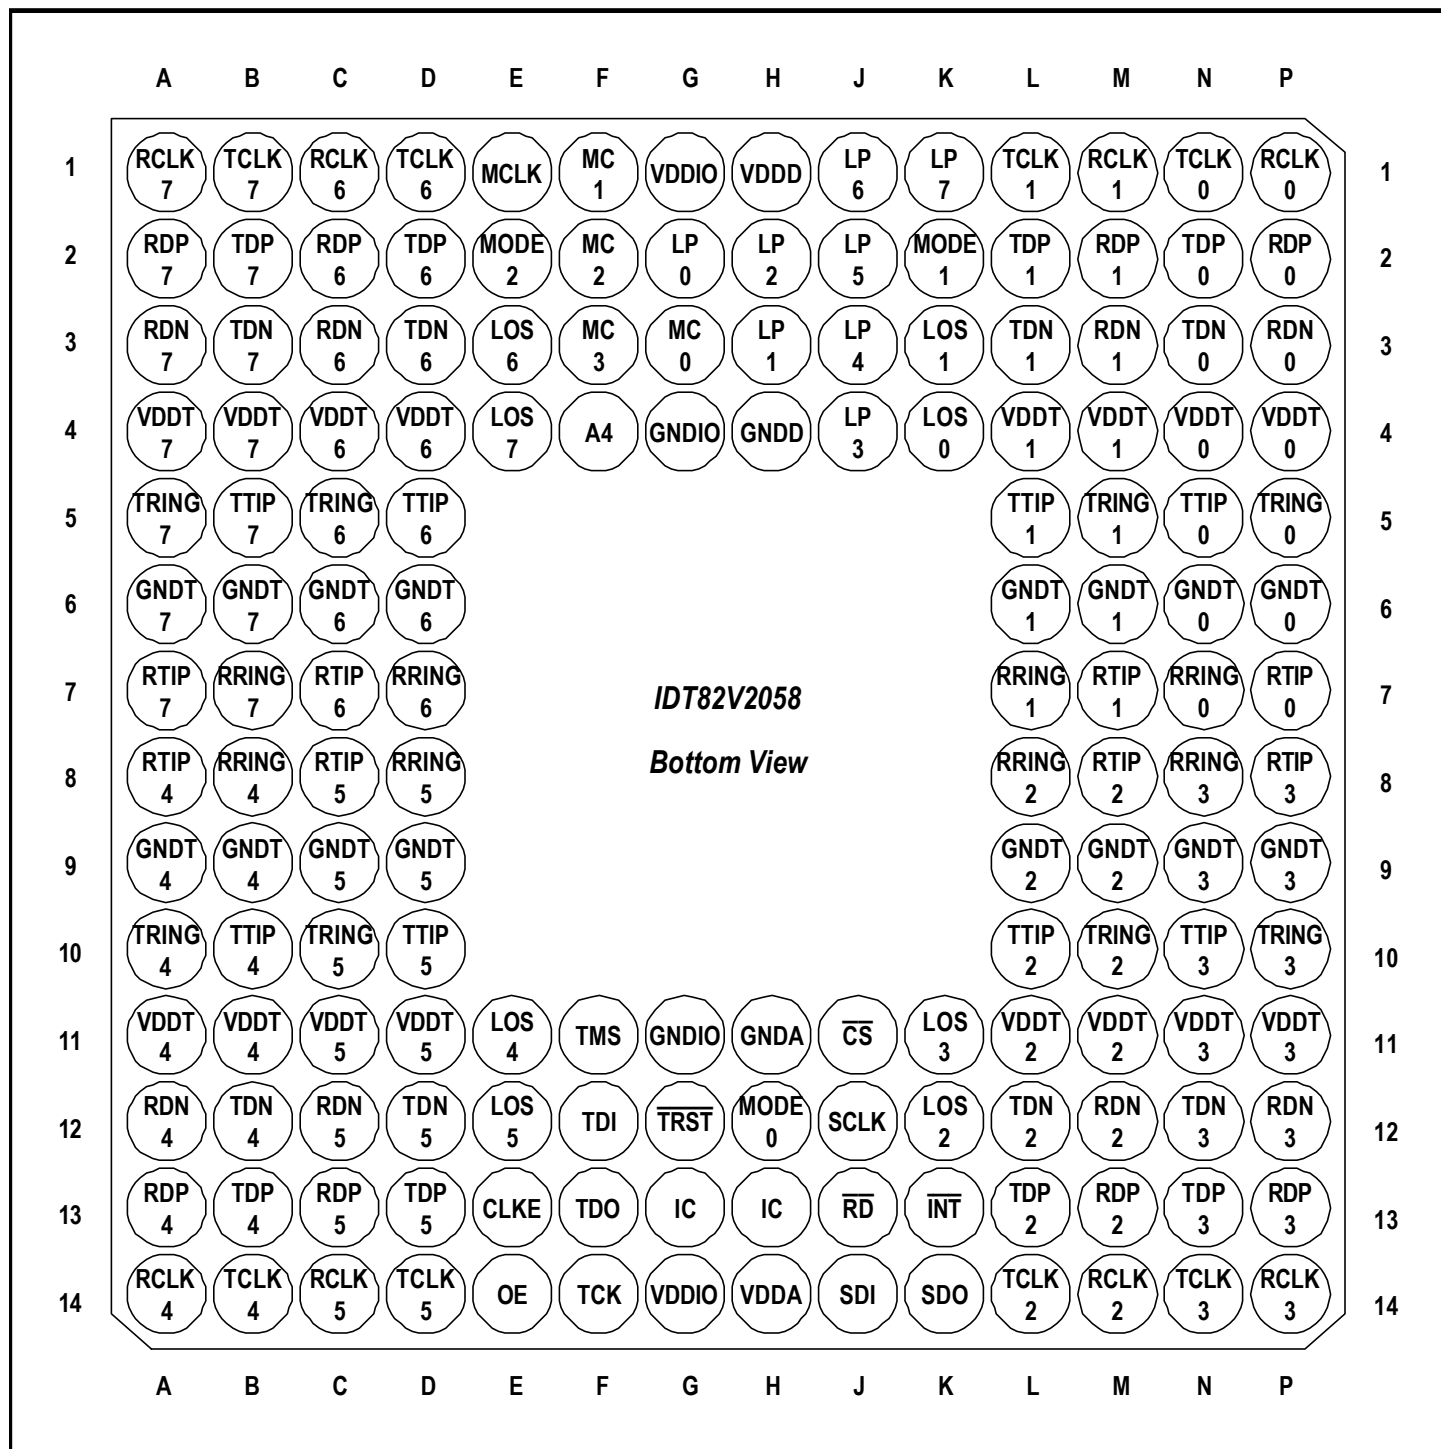 A B C D E F G H J K L M N P
1 RCLK 7 TCLK 7 RCLK 6 TCLK 6 MCLK MC 1 VDDIO VDDD LP 6 LP 7 TCLK 1 RCLK 1 TCLK 0 RCLK 0 1
2 RDP 7 TDP 7 RDP 6 TDP 6 MODE 2 MC 2 LP 0 LP 2 LP 5 MODE 1 TDP 1 RDP 1 TDP 0 RDP 0 2
3 RDN 7 TDN 7 RDN 6 TDN 6 LOS 6 MC 3 MC 0 LP 1 LP 4 LOS 1 TDN 1 RDN 1 TDN 0 RDN 0 3
4 VDDT 7 VDDT 7 VDDT 6 VDDT 6 LOS 7 A4 GNDIO GNDD LP 3 LOS 0 VDDT 1 VDDT 1 VDDT 0 VDDT 0 4
5 TRING 7 TTIP 7 TRING 6 TTIP 6 TTIP 1 TRING 1 TTIP 0 TRING 0 5
6 GNDT 7 GNDT 7 GNDT 6 GNDT 6 GNDT 1 GNDT 1 GNDT 0 GNDT 0 6
7 RTIP 7 RRING 7 RTIP 6 RRING 6 IDT82V2058 RRING 1 RTIP 1 RRING 0 RTIP 0 7
8 RTIP 4 RRING 4 RTIP 5 RRING 5 Bottom View RRING 2 RTIP 2 RRING 3 RTIP 3 8
9 GNDT 4 GNDT 4 GNDT 5 GNDT 5 GNDT 2 GNDT 2 GNDT 3 GNDT 3 9
10 TRING 4 TTIP 4 TRING 5 TTIP 5 TTIP 2 TRING 2 TTIP 3 TRING 3 10
11 VDDT 4 VDDT 4 VDDT 5 VDDT 5 LOS 4 TMS GNDIO GNDA C̅S̅ LOS 3 VDDT 2 VDDT 2 VDDT 3 VDDT 3 11
12 RDN 4 TDN 4 RDN 5 TDN 5 LOS 5 TDI T̅R̅S̅T̅ MODE 0 SCLK LOS 2 TDN 2 RDN 2 TDN 3 RDN 3 12
13 RDP 4 TDP 4 RDP 5 TDP 5 CLKE TDO IC IC R̅D̅ I̅N̅T̅ TDP 2 RDP 2 TDP 3 RDP 3 13
14 RCLK 4 TCLK 4 RCLK 5 TCLK 5 OE TCK VDDIO VDDA SDI SDO TCLK 2 RCLK 2 TCLK 3 RCLK 3 14
A B C D E F G H J K L M N P